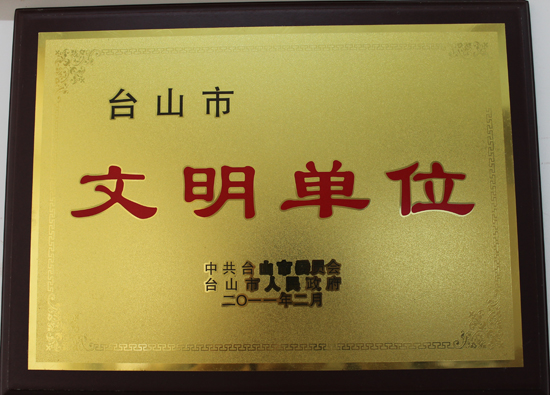 台山市
文明单位
中共台山市委员会
台山市人民政府
二〇一一年二月